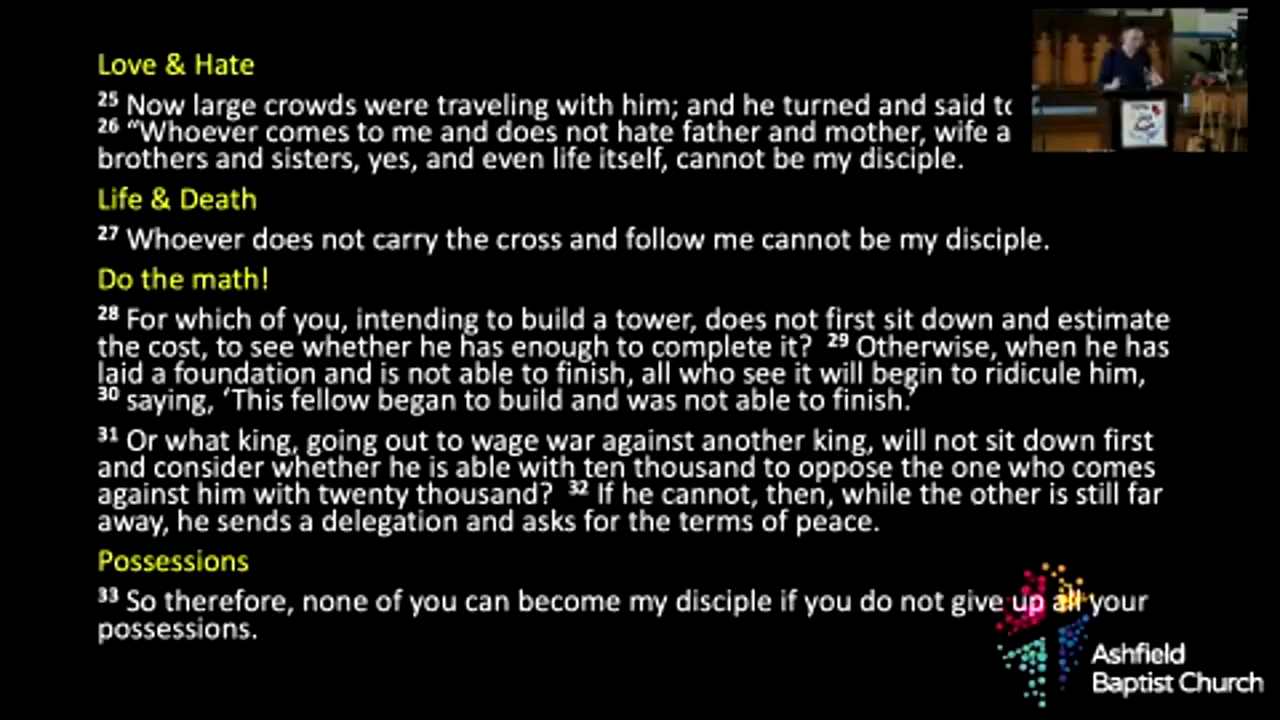 Love & Hate
25 Now large crowds were traveling with him; and he turned and said to
26 “Whoever comes to me and does not hate father and mother, wife a
brothers and sisters, yes, and even life itself, cannot be my disciple.
Life & Death
27 Whoever does not carry the cross and follow me cannot be my disciple.
Do the math!
28 For which of you, intending to build a tower, does not first sit down and estimate
the cost, to see whether he has enough to complete it? 29 Otherwise, when he has
laid a foundation and is not able to finish, all who see it will begin to ridicule him,
30 saying, ‘This fellow began to build and was not able to finish.’
31 Or what king, going out to wage war against another king, will not sit down first
and consider whether he is able with ten thousand to oppose the one who comes
against him with twenty thousand? 32 If he cannot, then, while the other is still far
away, he sends a delegation and asks for the terms of peace.
Possessions
33 So therefore, none of you can become my disciple if you do not give up all your
possessions.
Ashfield
Baptist Church